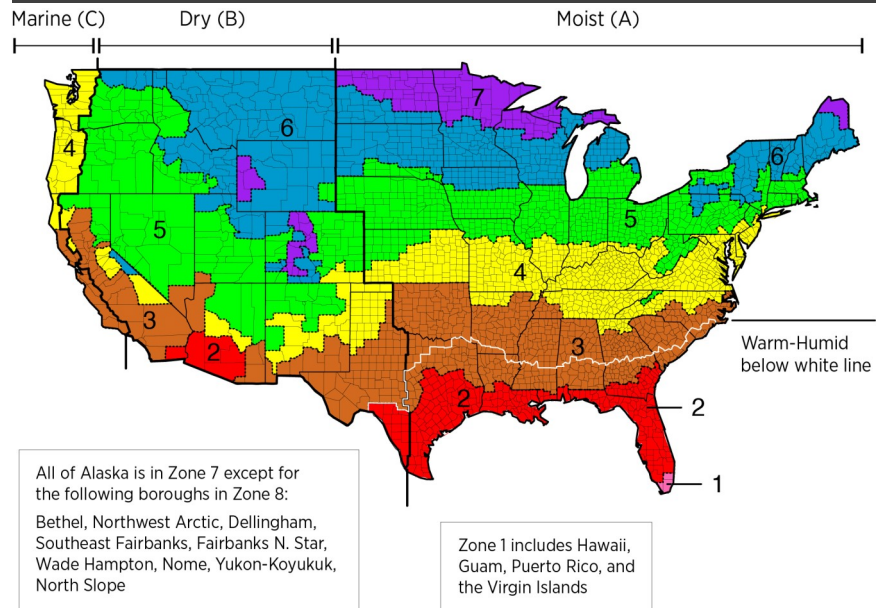 Marine (C)
Dry (B)
Moist (A)
7
6
4
6
5
5
4
3
3
2
Warm-Humid
below white line
2
2
1
All of Alaska is in Zone 7 except for
the following boroughs in Zone 8:
Bethel, Northwest Arctic, Dellingham,
Southeast Fairbanks, Fairbanks N. Star,
Wade Hampton, Nome, Yukon-Koyukuk,
North Slope
Zone 1 includes Hawaii,
Guam, Puerto Rico, and
the Virgin Islands